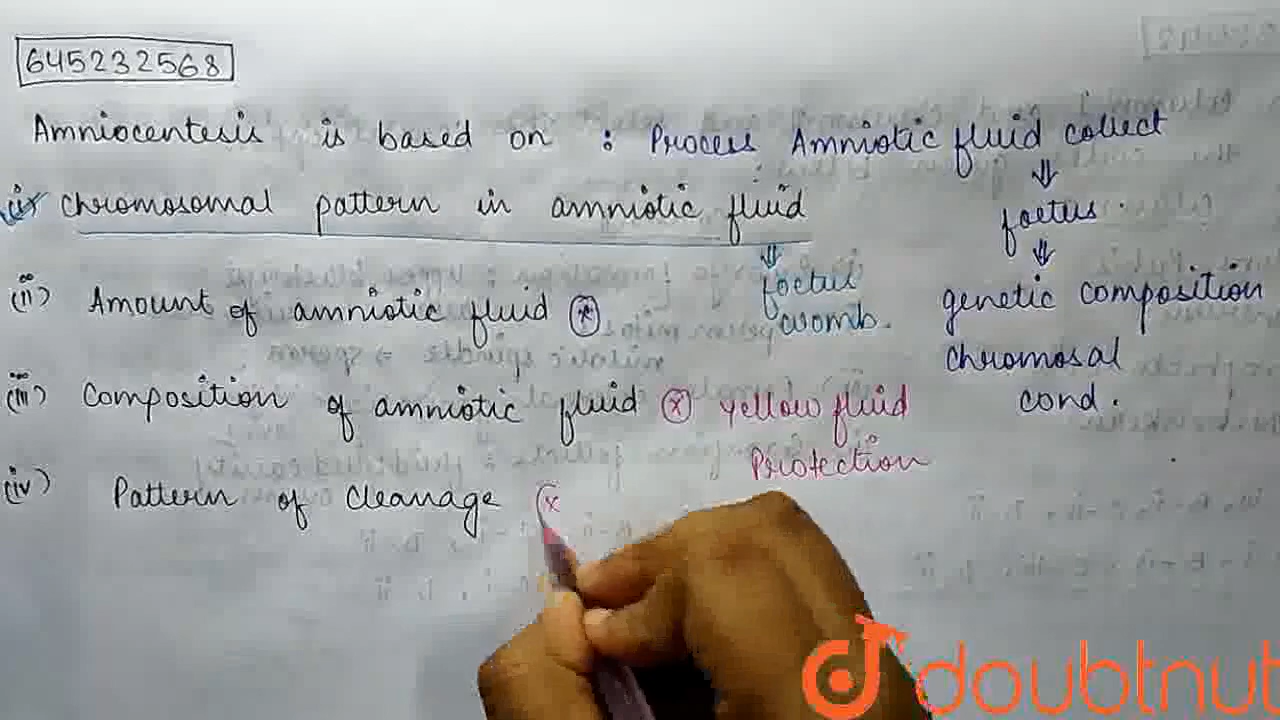 645232568
Amniocentesis is based on : Process Amniotic fluid collect
⇓
foetus.
⇓
genetic composition
chromosal
cond.
(i) chromosomal pattern in amniotic fluid
⇓
foetus
womb.
(ii) Amount of amniotic fluid
(iii) Composition of amniotic fluid x yellow fluid
Protection
(iv) Pattern of cleanage x
doubtnut